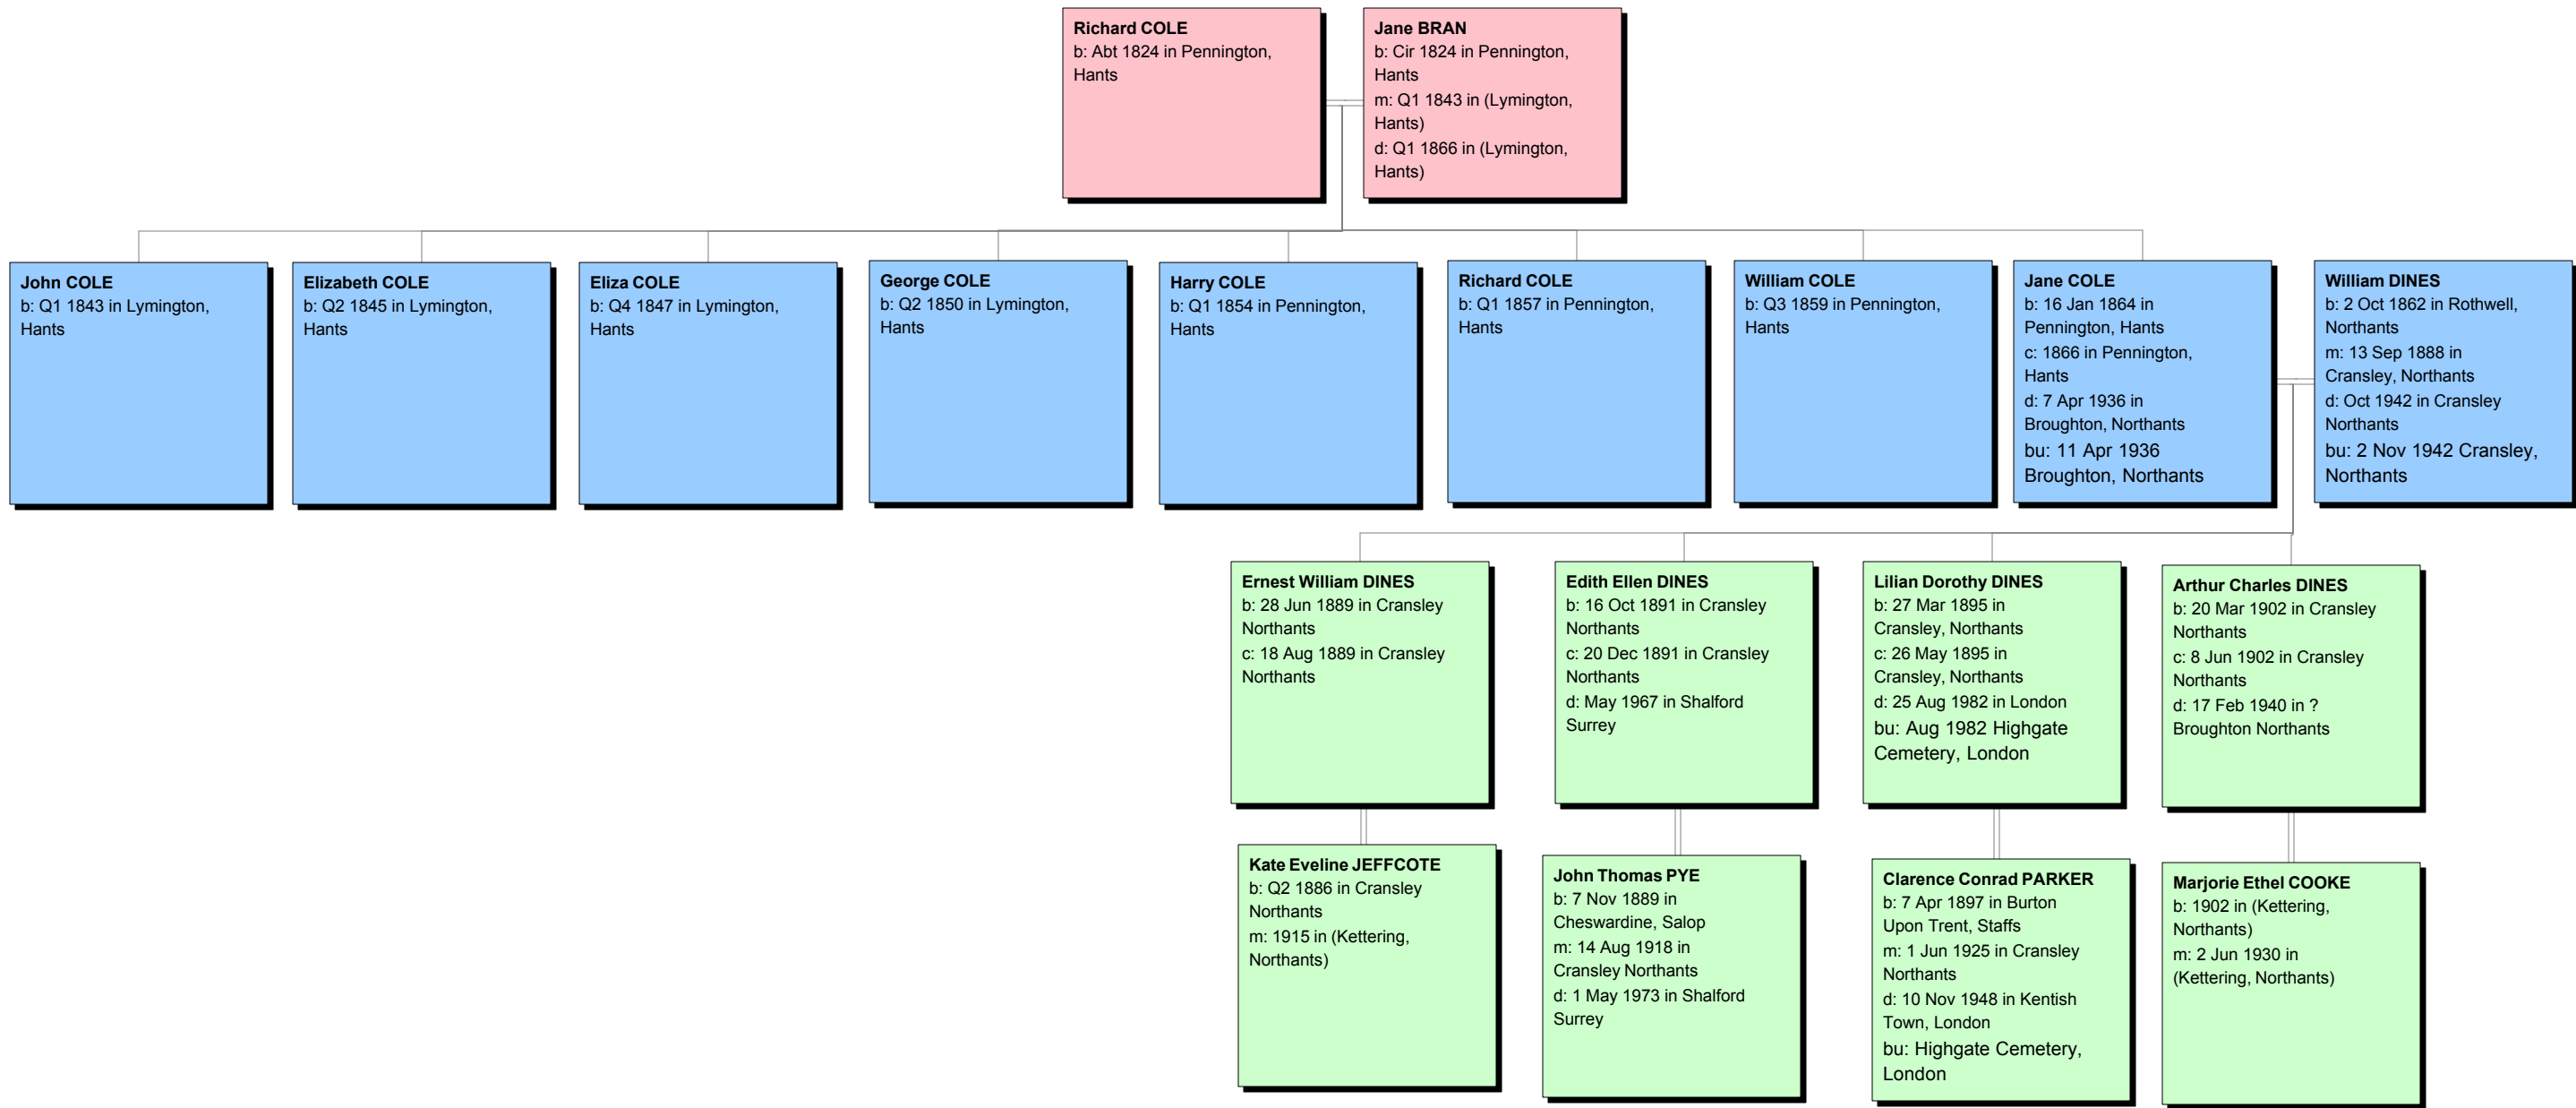 Richard COLE
b: Abt 1824 in Pennington,
Hants
Jane BRAN
b: Cir 1824 in Pennington,
Hants
m: Q1 1843 in (Lymington,
Hants)
d: Q1 1866 in (Lymington,
Hants)
John COLE
b: Q1 1843 in Lymington,
Hants
Elizabeth COLE
b: Q2 1845 in Lymington,
Hants
Eliza COLE
b: Q4 1847 in Lymington,
Hants
George COLE
b: Q2 1850 in Lymington,
Hants
Harry COLE
b: Q1 1854 in Pennington,
Hants
Richard COLE
b: Q1 1857 in Pennington,
Hants
William COLE
b: Q3 1859 in Pennington,
Hants
Jane COLE
b: 16 Jan 1864 in
Pennington, Hants
c: 1866 in Pennington,
Hants
d: 7 Apr 1936 in
Broughton, Northants
bu: 11 Apr 1936
Broughton, Northants
William DINES
b: 2 Oct 1862 in Rothwell,
Northants
m: 13 Sep 1888 in
Cransley, Northants
d: Oct 1942 in Cransley
Northants
bu: 2 Nov 1942 Cransley,
Northants
Ernest William DINES
b: 28 Jun 1889 in Cransley
Northants
c: 18 Aug 1889 in Cransley
Northants
Edith Ellen DINES
b: 16 Oct 1891 in Cransley
Northants
c: 20 Dec 1891 in Cransley
Northants
d: May 1967 in Shalford
Surrey
Lilian Dorothy DINES
b: 27 Mar 1895 in
Cransley, Northants
c: 26 May 1895 in
Cransley, Northants
d: 25 Aug 1982 in London
bu: Aug 1982 Highgate
Cemetery, London
Arthur Charles DINES
b: 20 Mar 1902 in Cransley
Northants
c: 8 Jun 1902 in Cransley
Northants
d: 17 Feb 1940 in ?
Broughton Northants
Kate Eveline JEFFCOTE
b: Q2 1886 in Cransley
Northants
m: 1915 in (Kettering,
Northants)
John Thomas PYE
b: 7 Nov 1889 in
Cheswardine, Salop
m: 14 Aug 1918 in
Cransley Northants
d: 1 May 1973 in Shalford
Surrey
Clarence Conrad PARKER
b: 7 Apr 1897 in Burton
Upon Trent, Staffs
m: 1 Jun 1925 in Cransley
Northants
d: 10 Nov 1948 in Kentish
Town, London
bu: Highgate Cemetery,
London
Marjorie Ethel COOKE
b: 1902 in (Kettering,
Northants)
m: 2 Jun 1930 in
(Kettering, Northants)